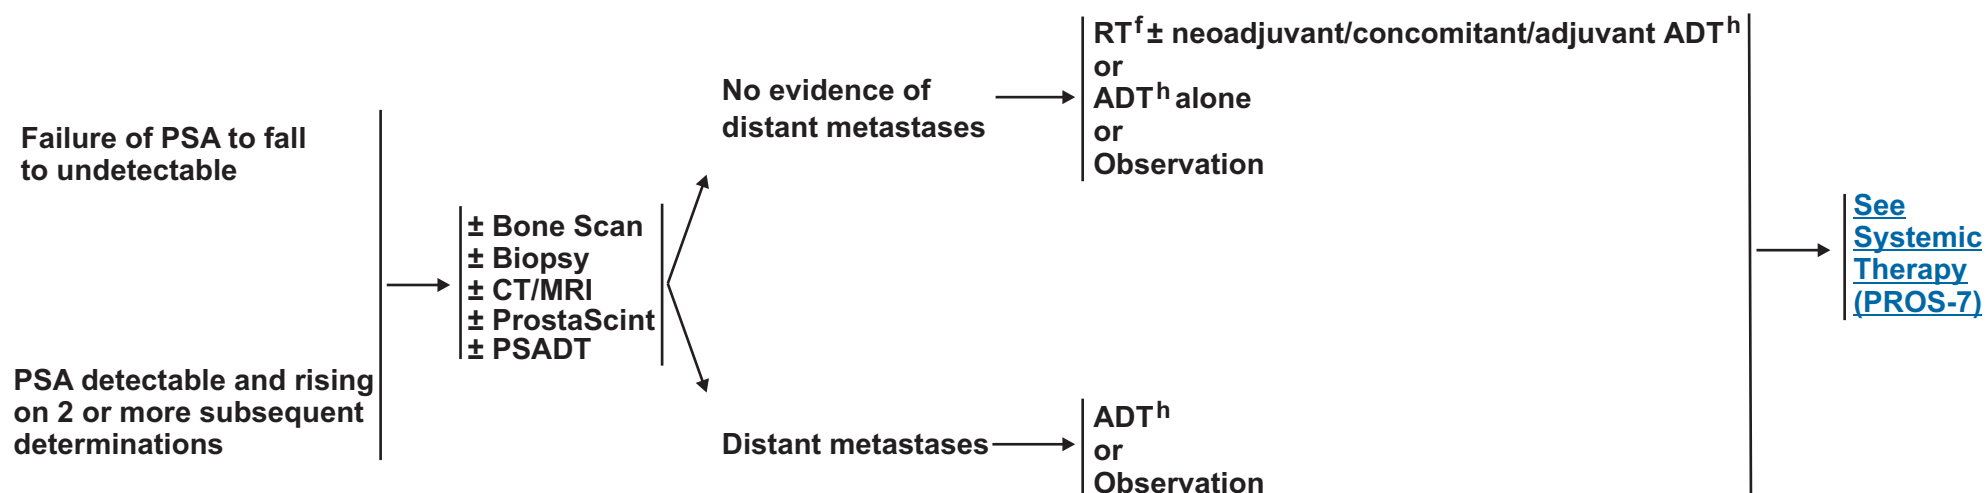 Failure of PSA to fall
to undetectable
PSA detectable and rising
on 2 or more subsequent
determinations
± Bone Scan
± Biopsy
± CT/MRI
± ProstaScint
± PSADT
No evidence of
distant metastases
RTᶠ ± neoadjuvant/concomitant/adjuvant ADTʰ
or
ADTʰ alone
or
Observation
Distant metastases
ADTʰ
or
Observation
See
Systemic
Therapy
(PROS-7)